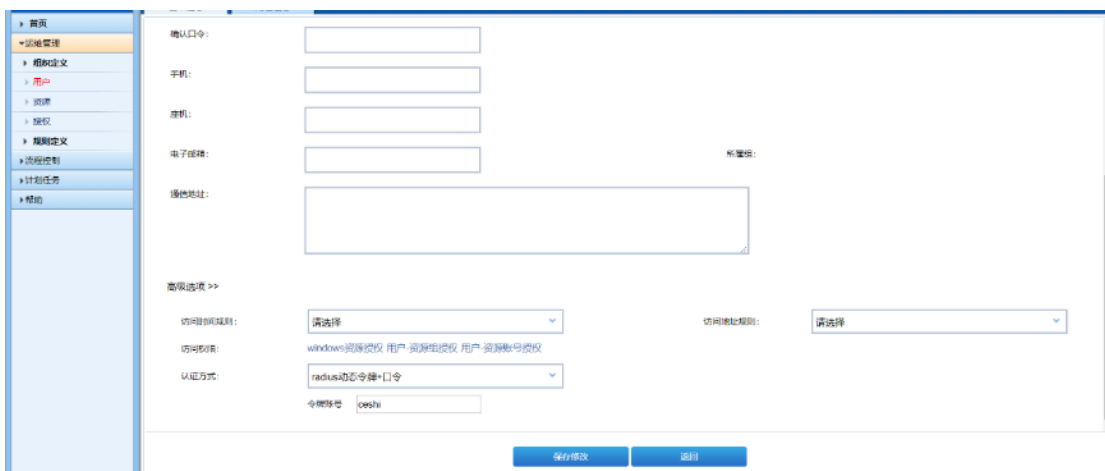 首页
运维管理
组织定义
用户
资源
授权
规则定义
流程控制
计划任务
帮助
确认口令：
手机：
座机：
电子邮箱：
所属组：
通信地址：
高级选项 >>
访问时间规则：
请选择
访问地址规则：
请选择
访问权限：
windows资源授权 用户-资源组授权 用户-资源账号授权
认证方式：
radius动态令牌+口令
令牌账号
ceshi
保存修改
返回